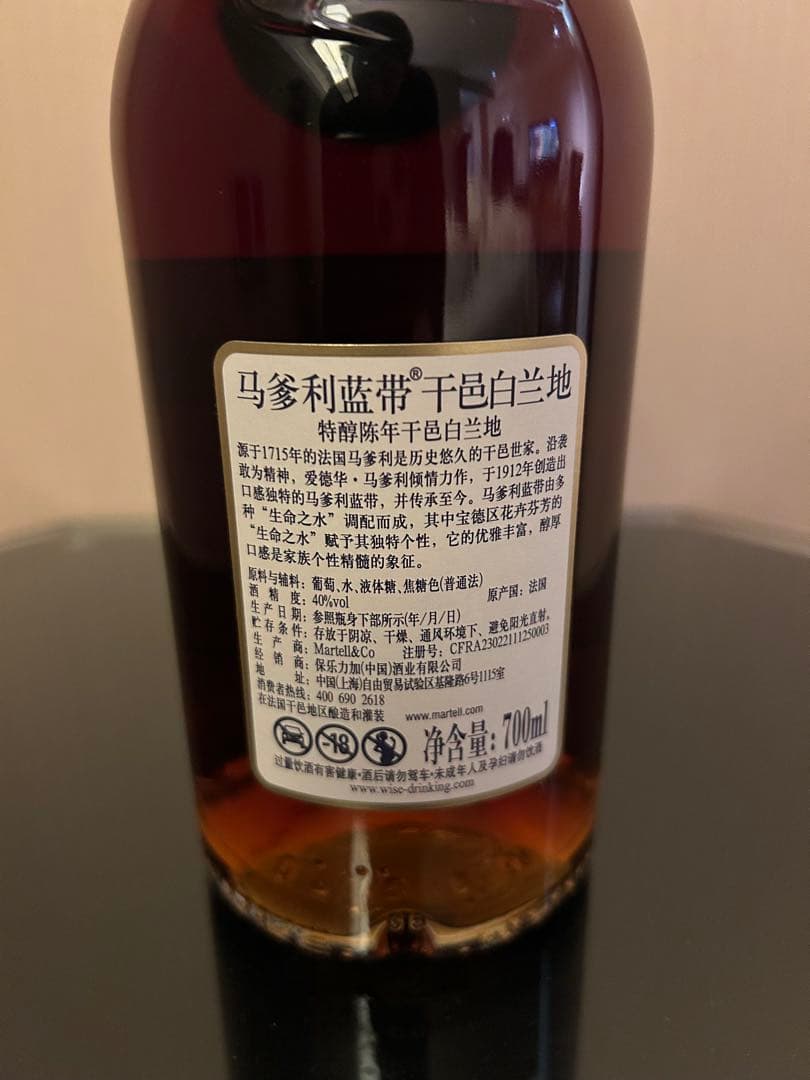 马爹利蓝带®干邑白兰地
特醇陈年干邑白兰地
源于1715年的法国马爹利是历史悠久的干邑世家。沿袭
敢为精神，爱德华·马爹利倾情力作，于1912年创造出
口感独特的马爹利蓝带，并传承至今。马爹利蓝带由多
种“生命之水”调配而成，其中宝德区花卉芬芳的
“生命之水”赋予其独特个性，它的优雅丰富，醇厚
口感是家族个性精髓的象征。
原料与辅料：葡萄、水、液体糖、焦糖色(普通法)
酒精度：40%vol 原产国：法国
生产日期：参照瓶身下部所示(年/月/日)
贮存条件：存放于阴凉、干燥、通风环境下、避免阳光直射。
生产商：Martell&Co 注册号：CFRA23022111250003
经销商：保乐力加(中国)酒业有限公司
地址：中国(上海)自由贸易试验区基隆路6号1115室
消费者热线：400 690 2618
在法国干邑地区酿造和灌装 www.martell.com
-18 净含量：700ml
过量饮酒有害健康·酒后请勿驾车·未成年人及孕妇请勿饮酒
www.wise-drinking.com